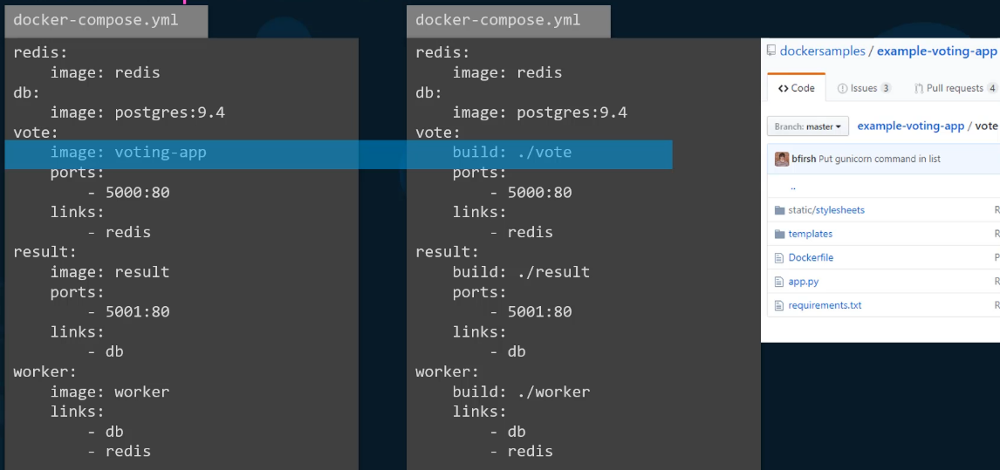 docker-compose.yml
redis:
    image: redis
db:
    image: postgres:9.4
vote:
    image: voting-app
    ports:
        - 5000:80
    links:
        - redis
result:
    image: result
    ports:
        - 5001:80
    links:
        - db
worker:
    image: worker
    links:
        - db
        - redis
docker-compose.yml
redis:
    image: redis
db:
    image: postgres:9.4
vote:
    build: ./vote
    ports:
        - 5000:80
    links:
        - redis
result:
    build: ./result
    ports:
        - 5001:80
    links:
        - db
worker:
    build: ./worker
    links:
        - db
        - redis
dockersamples / example-voting-app
<> Code Issues 3 Pull requests 4
Branch: master example-voting-app / vote
bfirsh Put gunicorn command in list
..
static/stylesheets R
templates R
Dockerfile P
app.py R
requirements.txt R